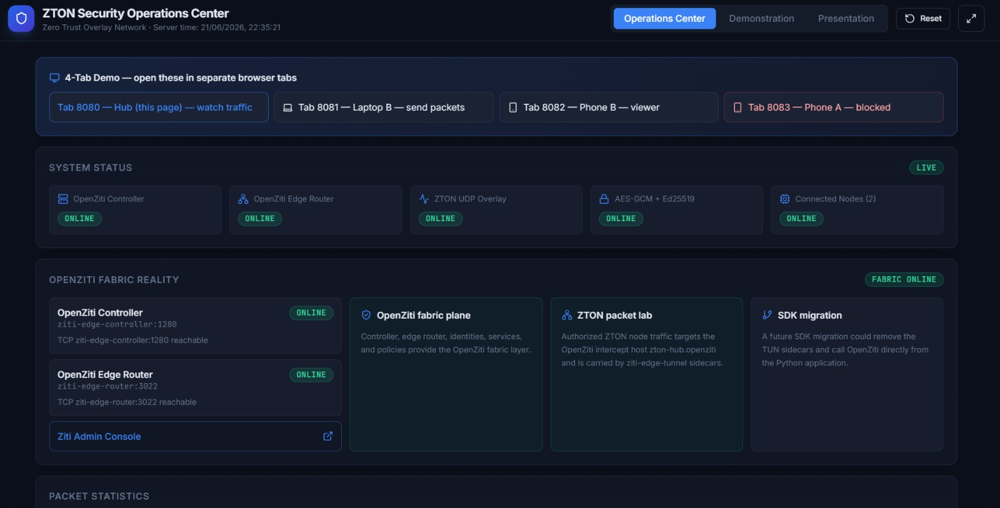 ZTON Security Operations Center
Zero Trust Overlay Network · Server time: 21/06/2026, 22:35:21
Operations Center
Demonstration
Presentation
Reset
4-Tab Demo — open these in separate browser tabs
Tab 8080 — Hub (this page) — watch traffic
Tab 8081 — Laptop B — send packets
Tab 8082 — Phone B — viewer
Tab 8083 — Phone A — blocked
SYSTEM STATUS
LIVE
OpenZiti Controller
ONLINE
OpenZiti Edge Router
ONLINE
ZTON UDP Overlay
ONLINE
AES-GCM + Ed25519
ONLINE
Connected Nodes (2)
ONLINE
OPENZITI FABRIC REALITY
FABRIC ONLINE
OpenZiti Controller
ONLINE
ziti-edge-controller:1280
TCP ziti-edge-controller:1280 reachable
OpenZiti Edge Router
ONLINE
ziti-edge-router:3022
TCP ziti-edge-router:3022 reachable
Ziti Admin Console
OpenZiti fabric plane
Controller, edge router, identities, services,
and policies provide the OpenZiti fabric layer.
ZTON packet lab
Authorized ZTON node traffic targets the
OpenZiti intercept host zton-hub.openziti
and is carried by ziti-edge-tunnel sidecars.
SDK migration
A future SDK migration could remove the
TUN sidecars and call OpenZiti directly from
the Python application.
PACKET STATISTICS